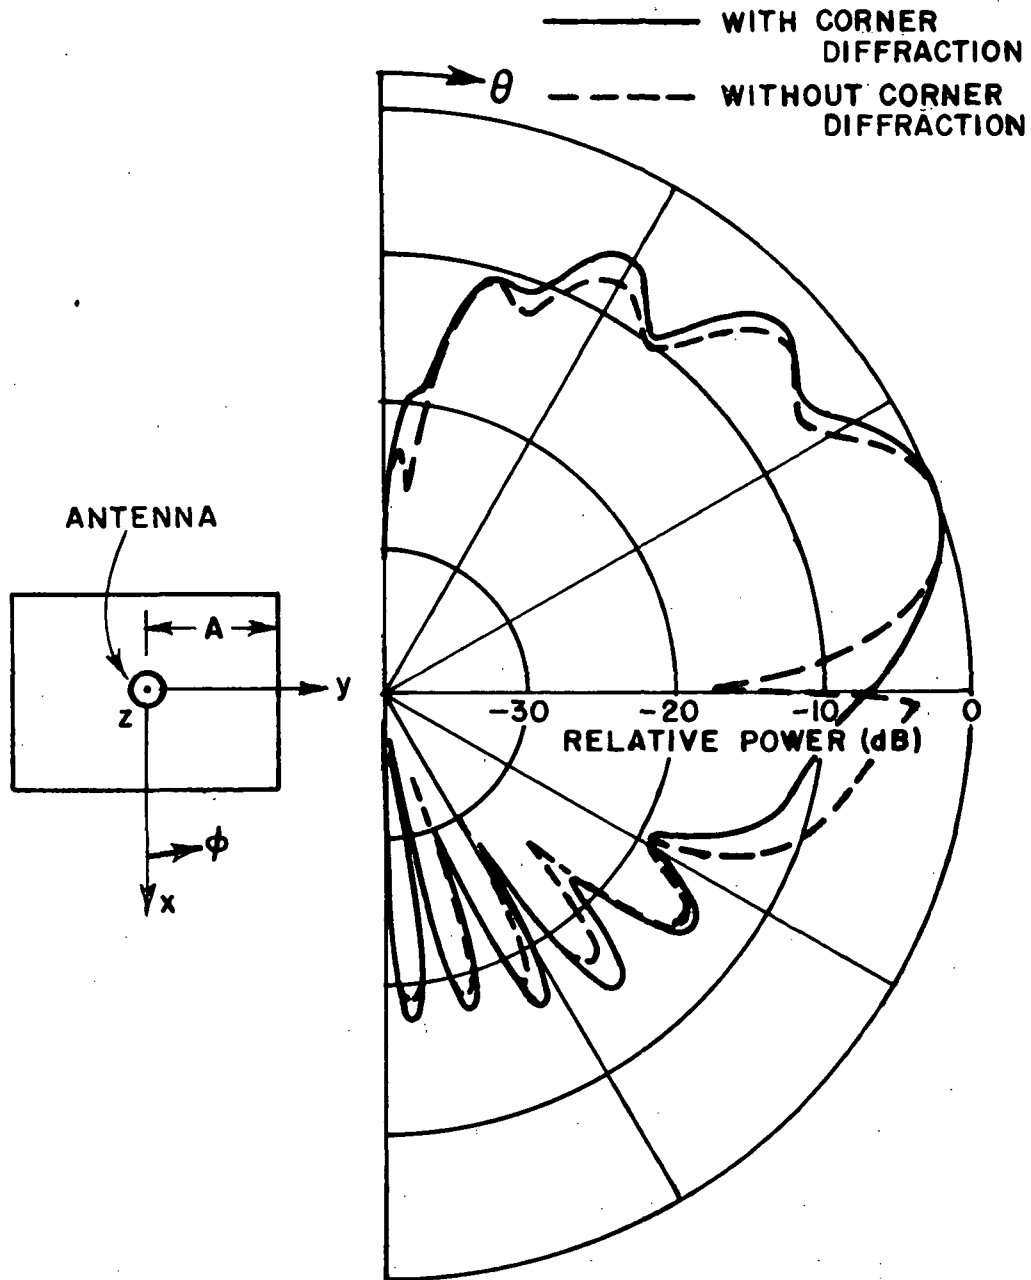 WITH CORNER
DIFFRACTION
θ
WITHOUT CORNER
DIFFRACTION
ANTENNA
A
y
z
-30
-20
-10
0
RELATIVE POWER (dB)
ϕ
x